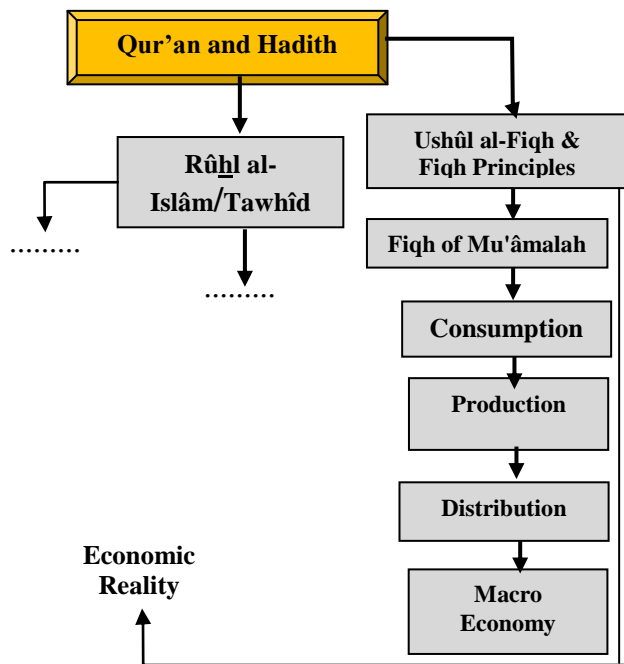 Qur’an and Hadith
Rûhl al-
Islâm/Tawhîd
.........
.........
Ushûl al-Fiqh &
Fiqh Principles
Fiqh of Mu'âmalah
Consumption
Production
Distribution
Macro
Economy
Economic
Reality